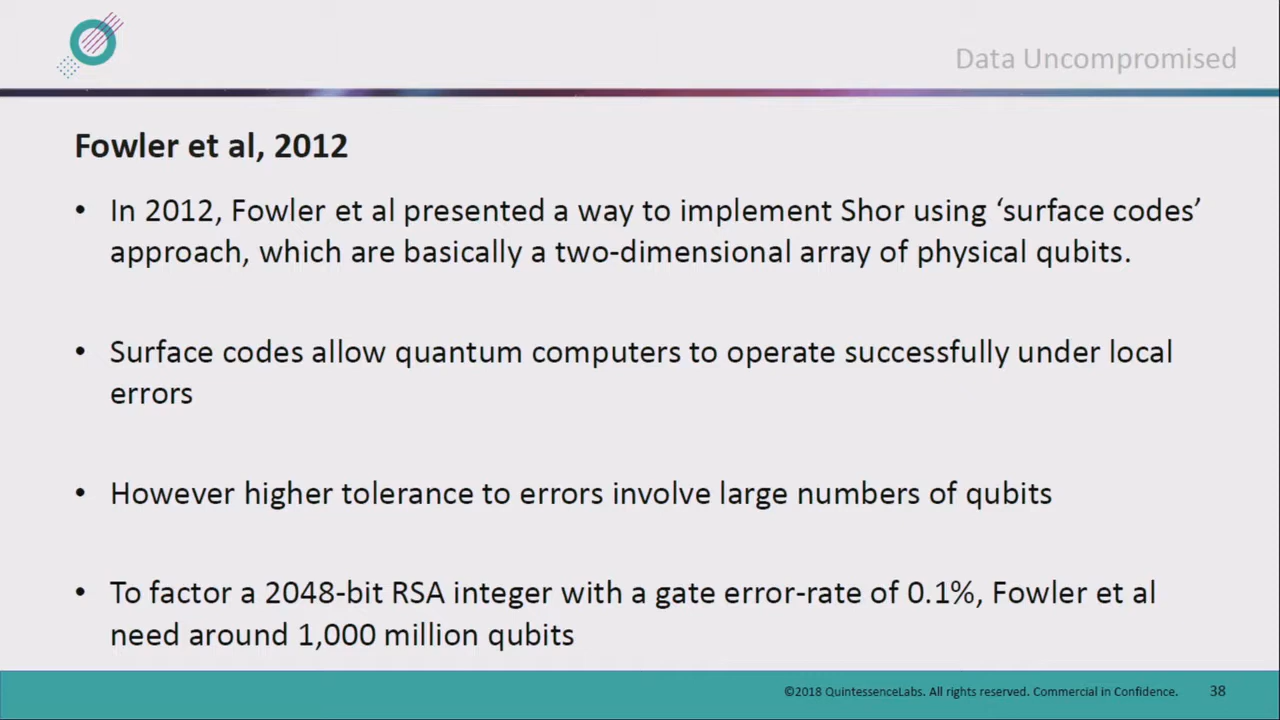 Data Uncompromised
Fowler et al, 2012
• In 2012, Fowler et al presented a way to implement Shor using ‘surface codes’
approach, which are basically a two-dimensional array of physical qubits.
• Surface codes allow quantum computers to operate successfully under local
errors
• However higher tolerance to errors involve large numbers of qubits
• To factor a 2048-bit RSA integer with a gate error-rate of 0.1%, Fowler et al
need around 1,000 million qubits
©2018 QuintessenceLabs. All rights reserved. Commercial in Confidence. 38